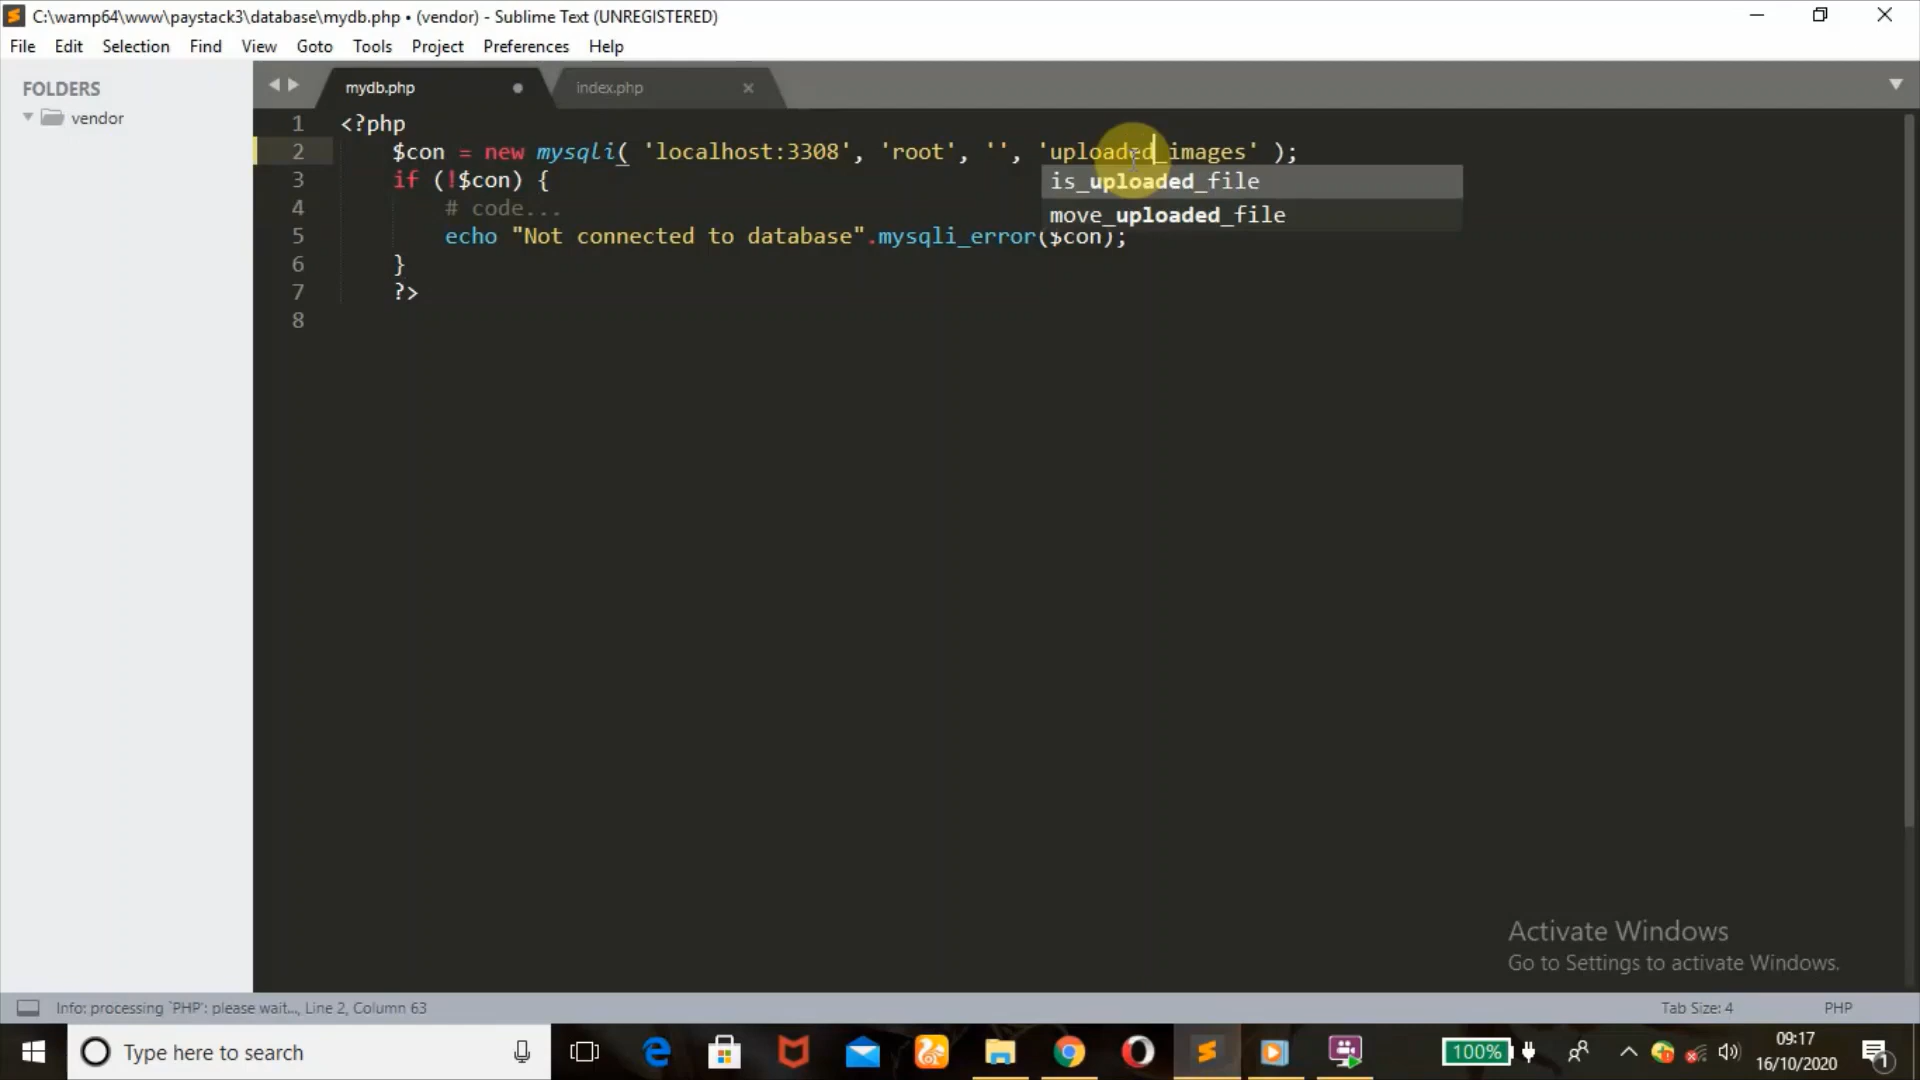 C:\wamp64\www\paystack3\database\mydb.php • (vendor) - Sublime Text (UNREGISTERED)
File Edit Selection Find View Goto Tools Project Preferences Help
FOLDERS
vendor
mydb.php
index.php
1 <?php
2 $con = new mysqli( 'localhost:3308', 'root', '', 'uploaded_images' );
3 if (!$con) {
is_uploaded_file
4 # code...
move_uploaded_file
5 echo "Not connected to database".mysqli_error($con);
6 }
7 ?>
8
Activate Windows
Go to Settings to activate Windows.
Info: processing `PHP`: please wait..., Line 2, Column 63
Tab Size: 4
PHP
Type here to search
100%
09:17
16/10/2020
1